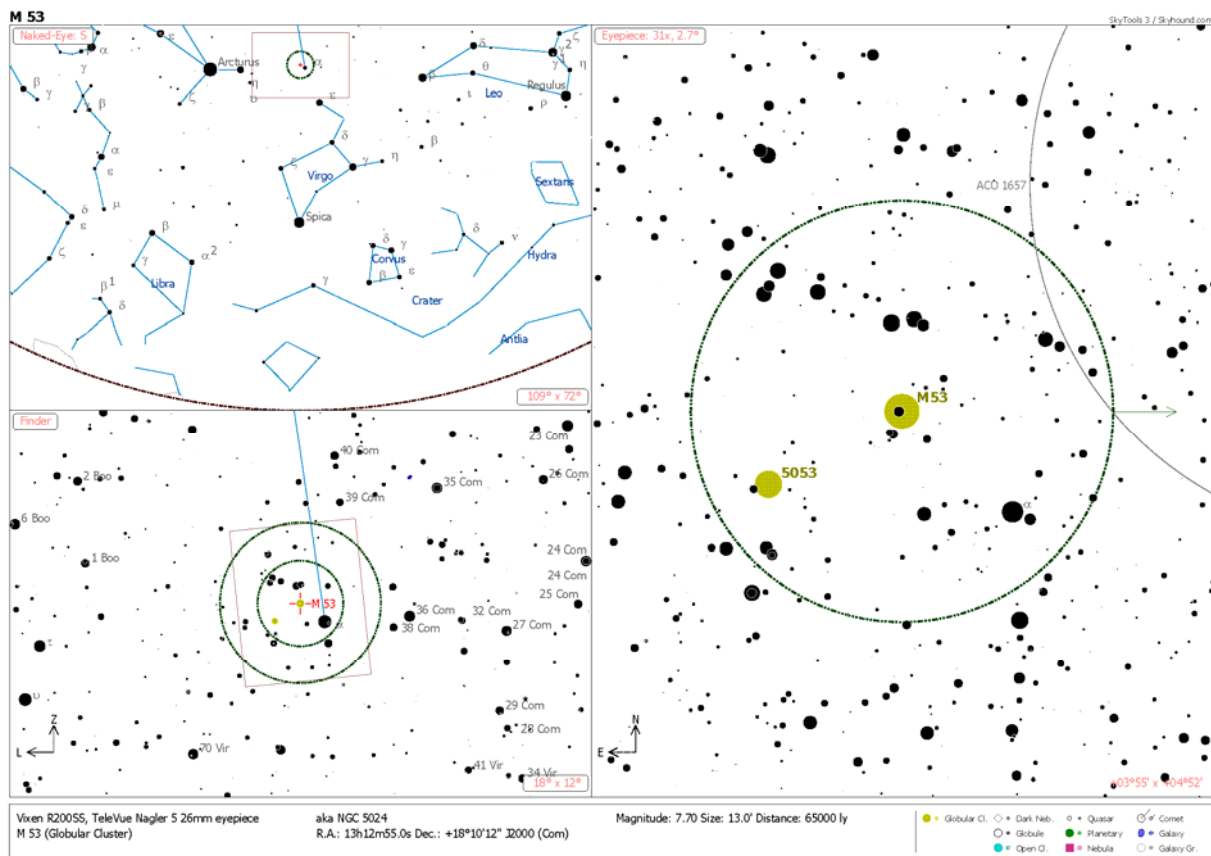 M 53
SkyTools 3 / Skyhound.com
Naked-Eye: S
ε
α
Arcturus
γ
β
γ
β
ζ
η
υ
α
ε
δ
θ
β
ι
Leo
γ2
γ1
η
Regulus
ρ
α
ε
μ
δ
ε
ζ
β
γ
α2
Libra
β1
δ
δ
ζ
Virgo
γ
η
β
Spica
Sextans
δ
γ
Corvus
β
ε
δ
ν
Hydra
γ
Crater
Antlia
109° x 72°
Finder
2 Boo
6 Boo
1 Boo
40 Com
39 Com
35 Com
23 Com
26 Com
24 Com
24 Com
25 Com
M 53
α
36 Com
38 Com
32 Com
27 Com
τ
υ
29 Com
28 Com
70 Vir
41 Vir
34 Vir
Z
L
18° x 12°
Eyepiece: 31x, 2.7°
ACO 1657
M53
5053
α
N
E
+03°55' x +04°52'
Vixen R200SS, TeleVue Nagler 5 26mm eyepiece
aka NGC 5024
Magnitude: 7.70 Size: 13.0' Distance: 65000 ly
M 53 (Globular Cluster)
R.A.: 13h12m55.0s Dec.: +18°10'12" J2000 (Com)
Globular Cl.
Dark Neb.
Quasar
Comet
Globule
Planetary
Galaxy
Open Cl.
Nebula
Galaxy Gr.